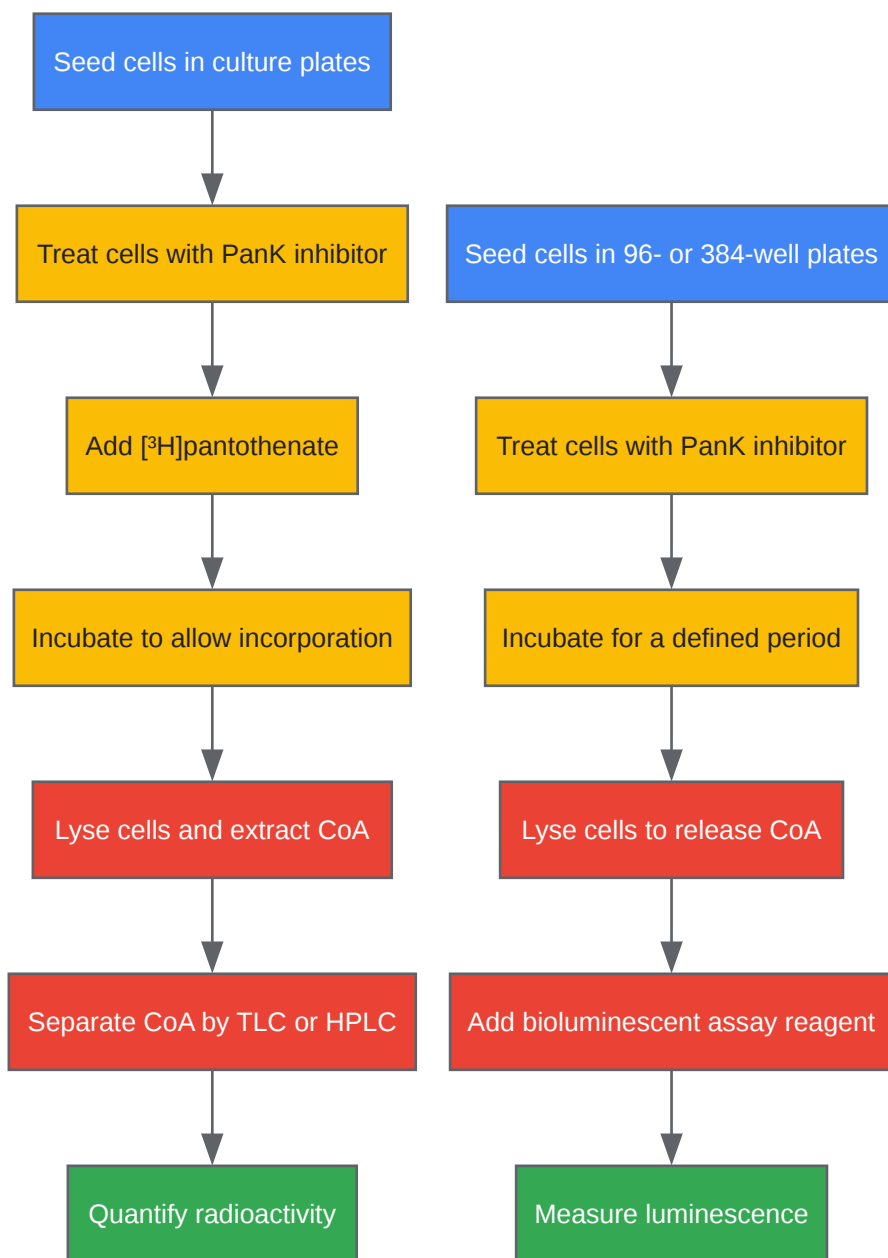 Seed cells in culture plates
Treat cells with PanK inhibitor
Add [³H]pantothenate
Incubate to allow incorporation
Lyse cells and extract CoA
Separate CoA by TLC or HPLC
Quantify radioactivity
Seed cells in 96- or 384-well plates
Treat cells with PanK inhibitor
Incubate for a defined period
Lyse cells to release CoA
Add bioluminescent assay reagent
Measure luminescence